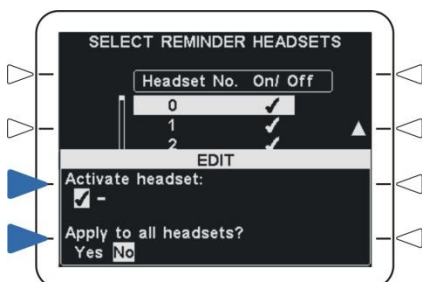 SELECT REMINDER HEADSETS
Headset No. On/ Off
0 ✓
1 ✓
2 ✓
EDIT
Activate headset:
✓ -
Apply to all headsets?
Yes No